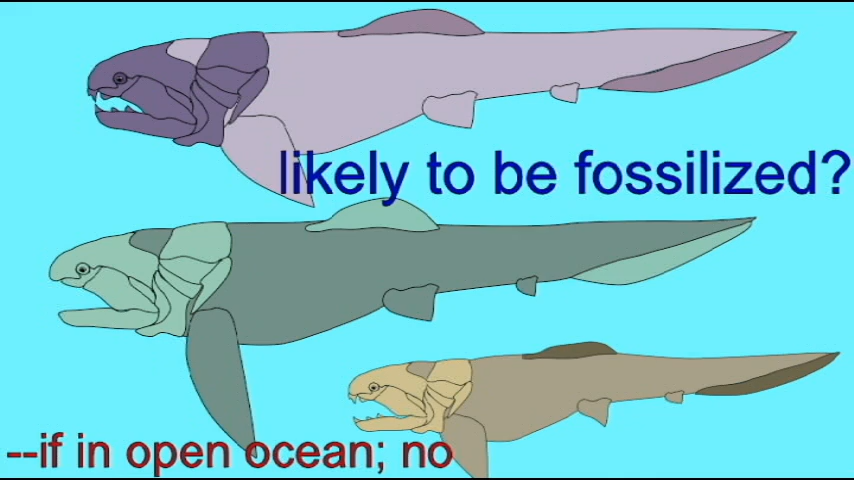 likely to be fossilized?
--if in open ocean; no